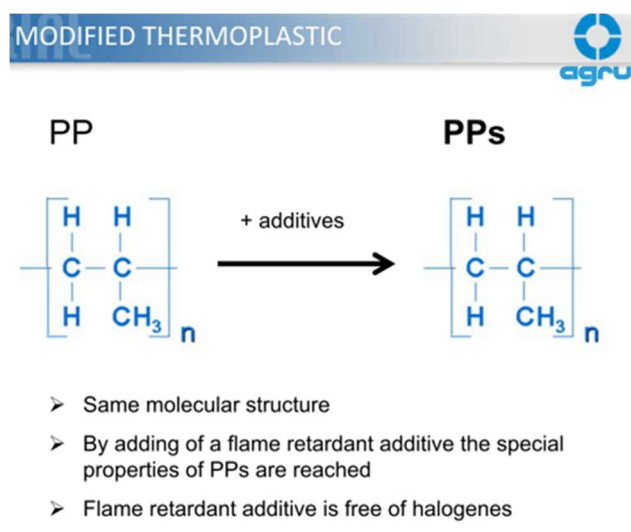 MODIFIED THERMOPLASTIC
agru
PP
PPs
H H
C C
H CH₃
n
+ additives
H H
C C
H CH₃
n
Same molecular structure
By adding of a flame retardant additive the special
properties of PPs are reached
Flame retardant additive is free of halogenes